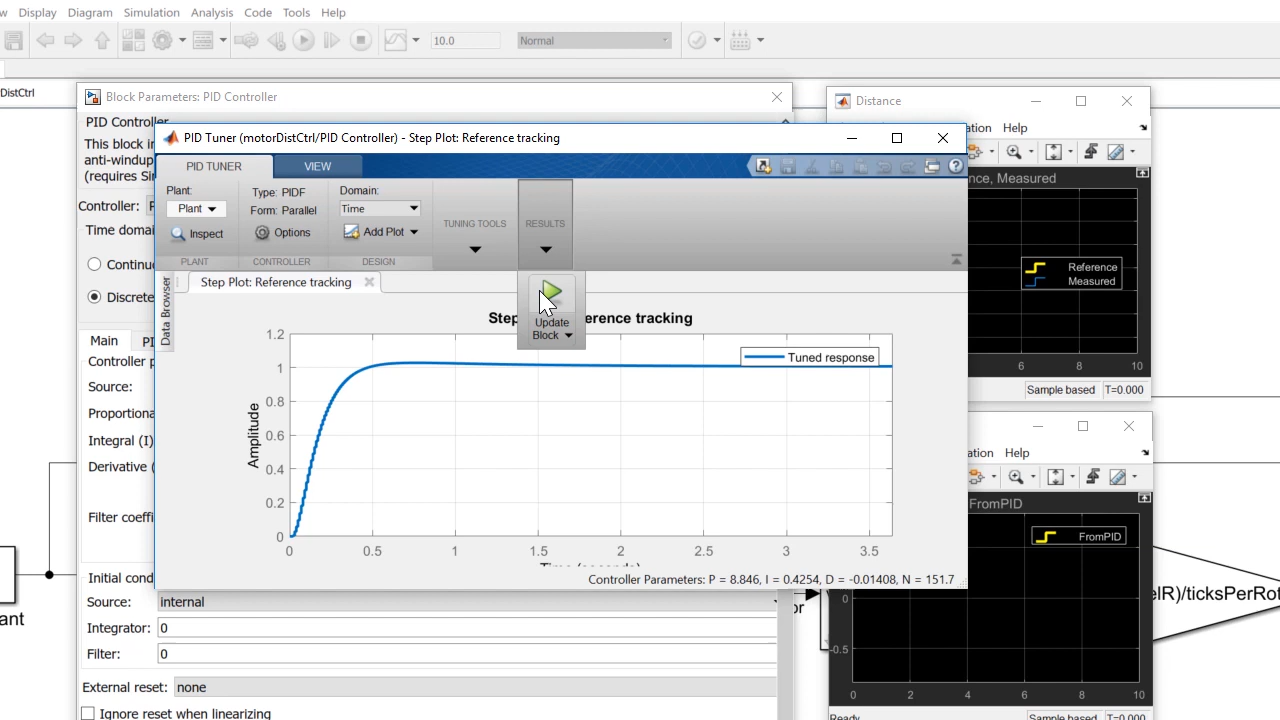 w Display Diagram Simulation Analysis Code Tools Help
10.0 Normal
DistCtrl
Block Parameters: PID Controller
PID Controller
This block in
anti-windup
(requires Sir
Controller: P
Time domai
Continuo
Discrete
Main PI
Controller p
Source:
Proportiona
Integral (I)
Derivative (
Filter coeffi
Initial cond
Source: internal
Integrator: 0
Filter: 0
External reset: none
Ignore reset when linearizing
ant
PID Tuner (motorDistCtrl/PID Controller) - Step Plot: Reference tracking
PID TUNER VIEW
Plant:
Plant
Inspect
PLANT
Type: PIDF
Form: Parallel
Options
CONTROLLER
Domain:
Time
Add Plot
DESIGN
TUNING TOOLS
RESULTS
Update
Block
Data Browser
Step Plot: Reference tracking
Step erence tracking
Tuned response
Amplitude
1.2
1
0.8
0.6
0.4
0.2
0
0 0.5 1 1.5 2 2.5 3 3.5
Time (seconds)
Controller Parameters: P = 8.846, I = 0.4254, D = -0.01408, N = 151.7
Distance
ation Help
nce, Measured
Reference
Measured
6 8 10
Sample based T=0.000
ation Help
FromPID
FromPID
0
-0.5
0 2 4 6 8 10
Ready Sample based T=0.000
or
elR)/ticksPerRot